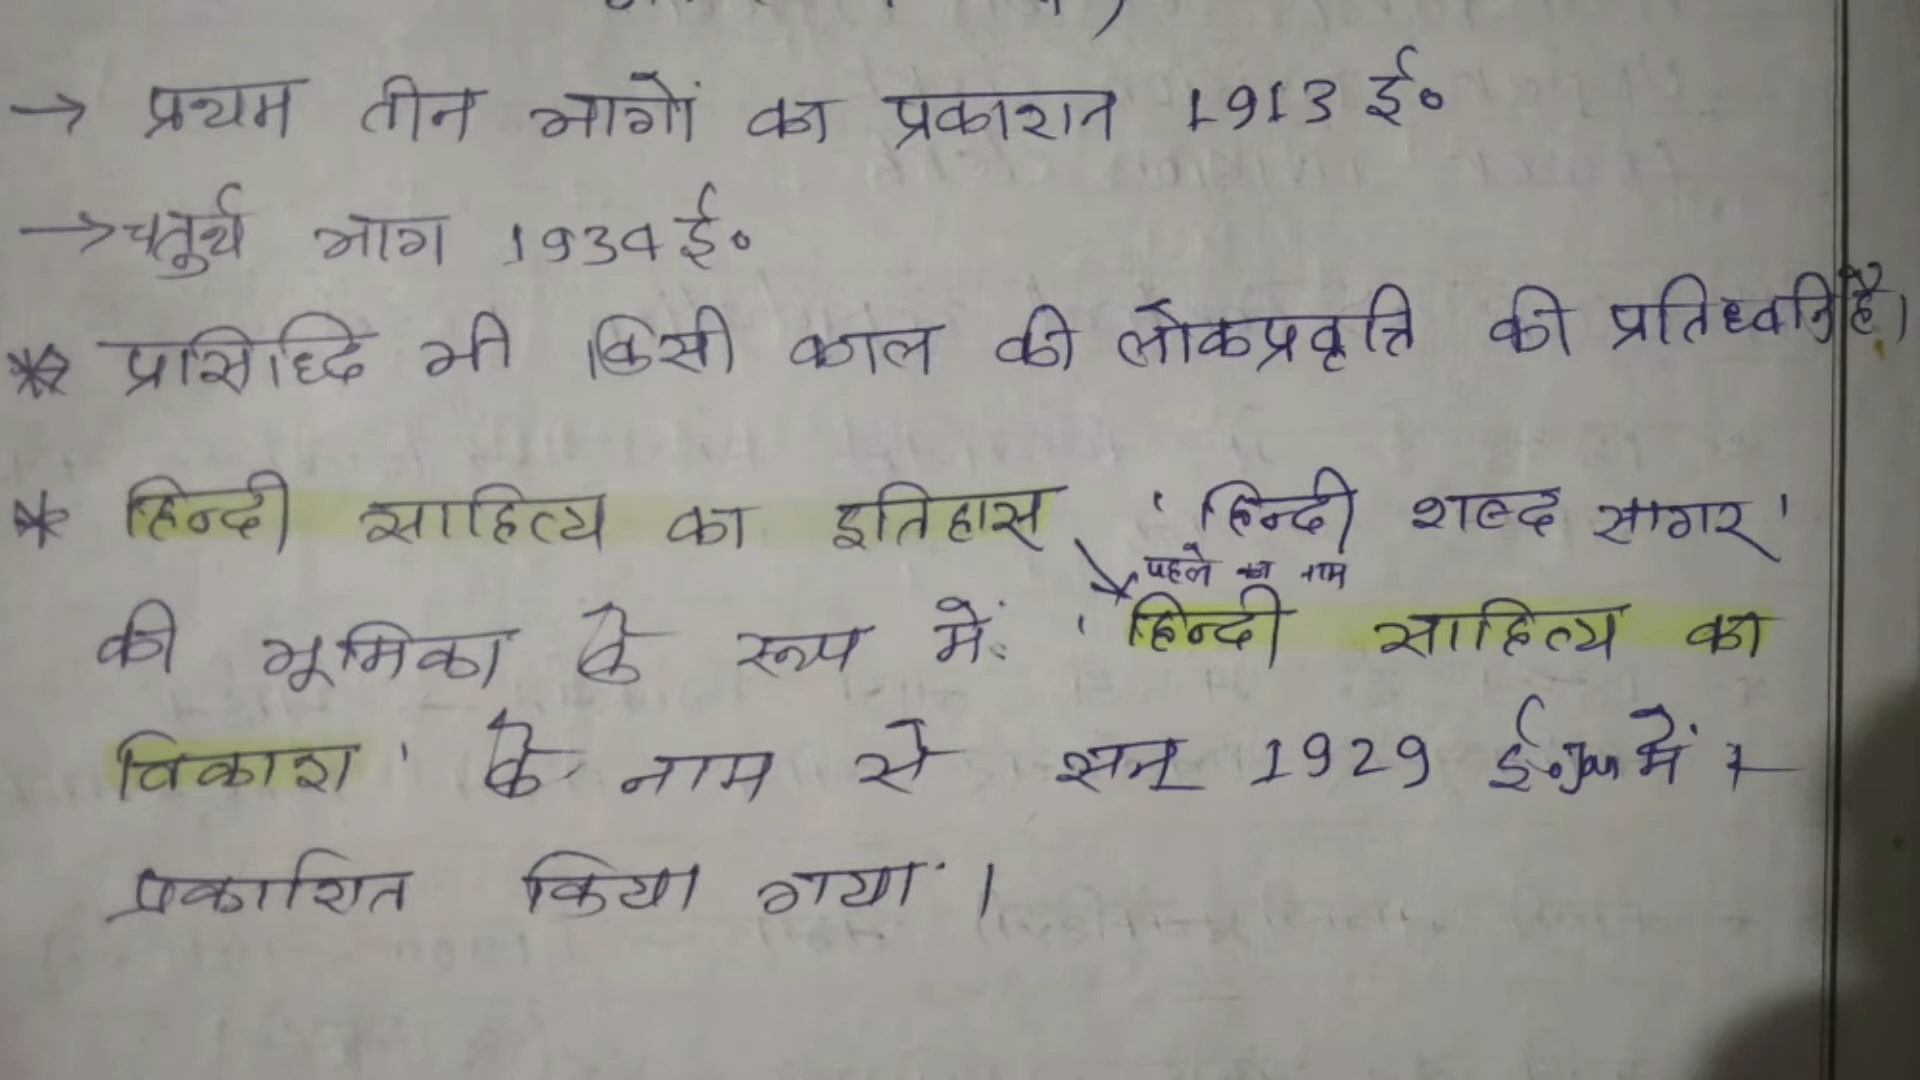 → प्रथम तीन भागों का प्रकाशन 1913 ई०
→ चतुर्थ भाग 1934 ई०
* प्रसिध्दि भी किसी काल की लोकप्रवृत्ति की प्रतिध्वनि है।
* हिन्दी साहित्य का इतिहास 'हिन्दी शब्द सागर'
पहले का नाम
की भूमिका के रूप में 'हिन्दी साहित्य का
विकाश' के नाम से सन् 1929 ई. Jan में
प्रकाशित किया गया ।